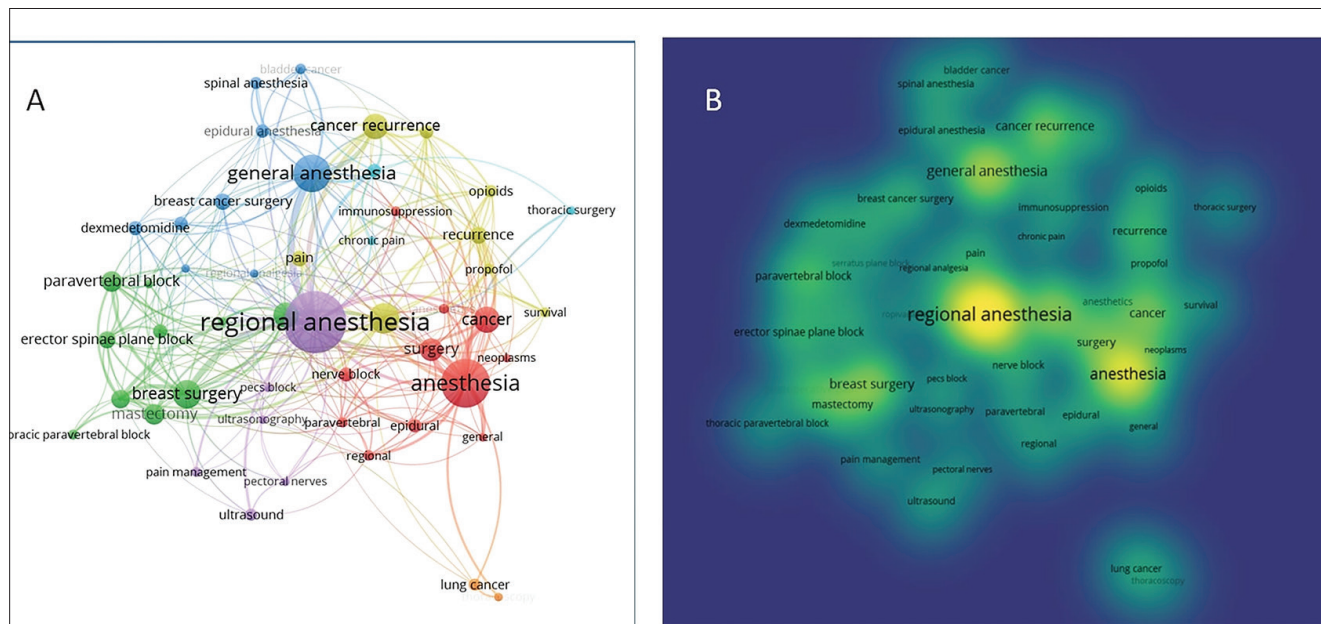 A
bladder cancer
spinal anesthesia
epidural anesthesia
cancer recurrence
general anesthesia
breast cancer surgery
opioids
immunosuppression
thoracic surgery
dexmedetomidine
recurrence
chronic pain
pain
propofol
regional analgesia
paravertebral block
regional anesthesia
survival
cancer
erector spinae plane block
surgery
neoplasms
nerve block
anesthesia
breast surgery
pecs block
mastectomy
ultrasonography
paravertebral
epidural
oracic paravertebral block
general
regional
pain management
pectoral nerves
ultrasound
lung cancer
thoracoscopy
B
bladder cancer
spinal anesthesia
epidural anesthesia
cancer recurrence
general anesthesia
opioids
breast cancer surgery
immunosuppression
thoracic surgery
dexmedetomidine
recurrence
chronic pain
pain
serratus plane block
regional analgesia
propofol
paravertebral block
anesthetics
survival
regional anesthesia
cancer
erector spinae plane block
surgery
neoplasms
nerve block
anesthesia
breast surgery
pecs block
mastectomy
ultrasonography
paravertebral
epidural
thoracic paravertebral block
general
regional
pain management
pectoral nerves
ultrasound
lung cancer
thoracoscopy